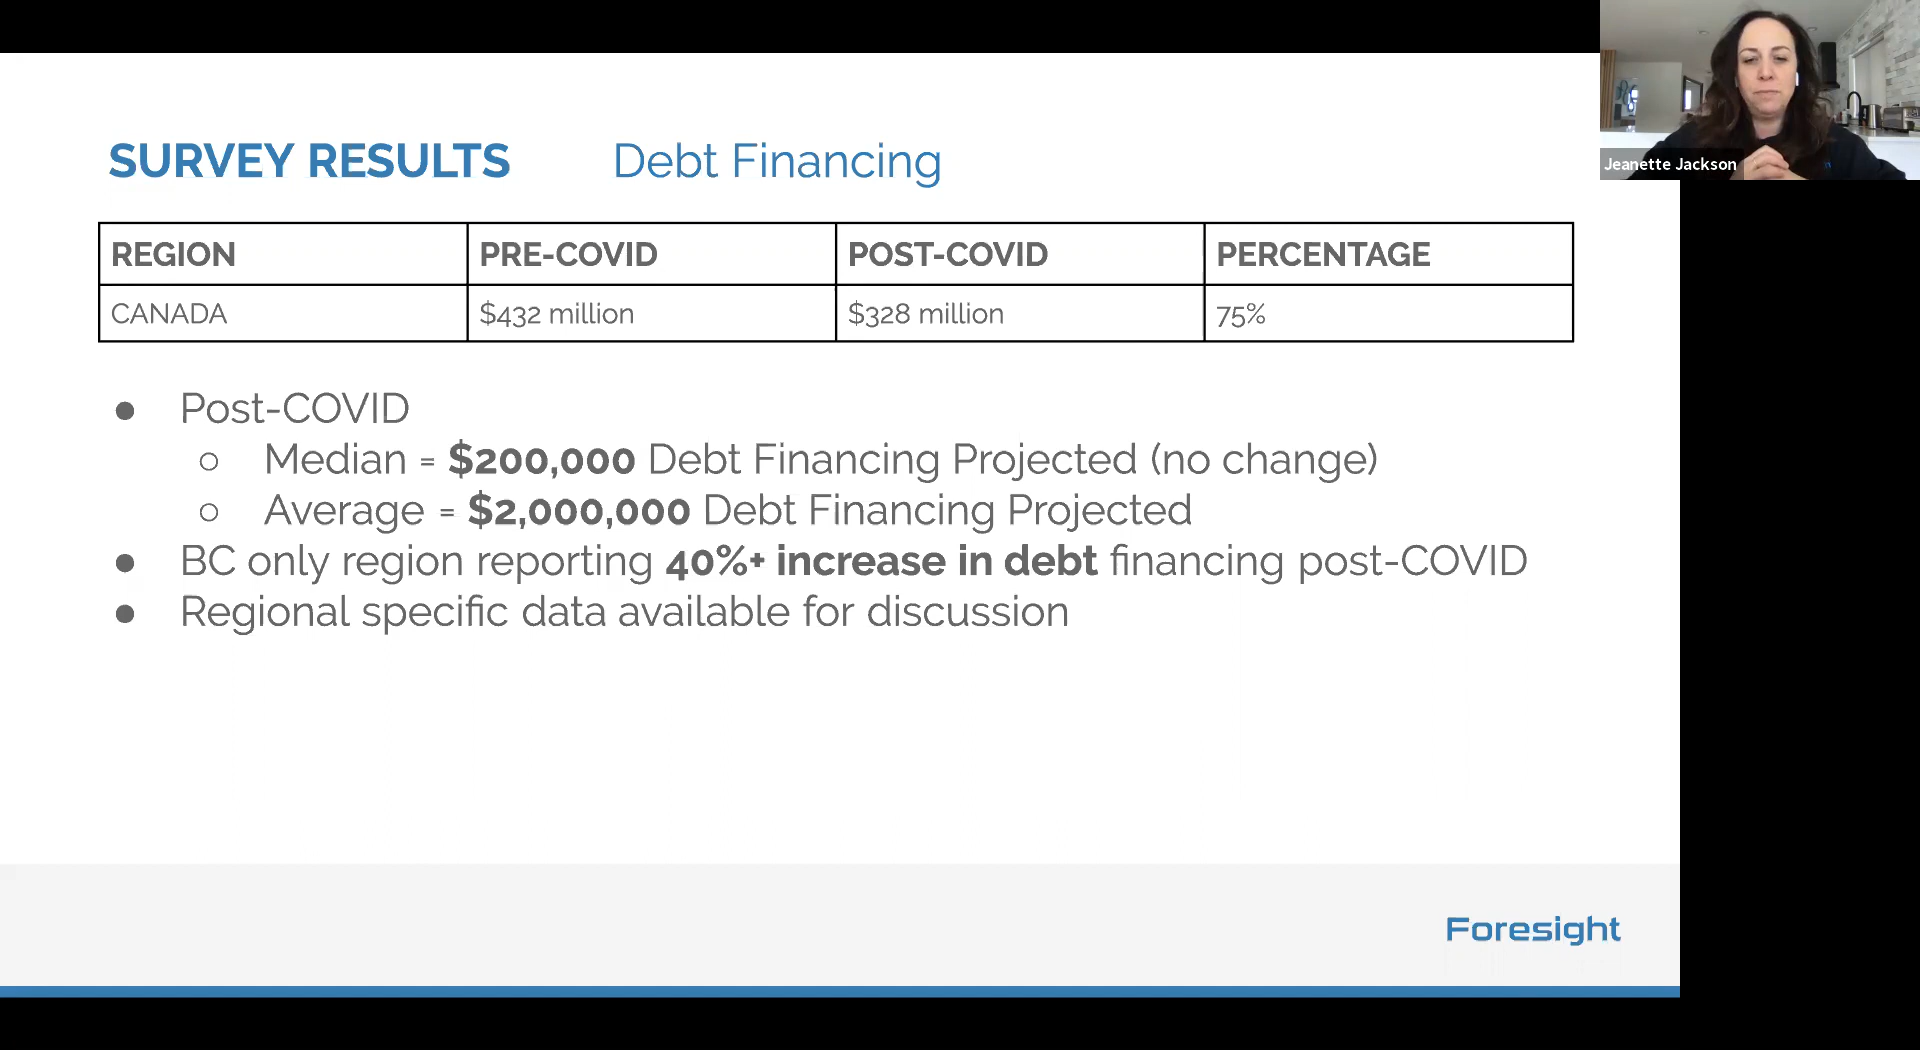 SURVEY RESULTS Debt Financing
REGION PRE-COVID POST-COVID PERCENTAGE
CANADA $432 million $328 million 75%
● Post-COVID
○ Median = $200,000 Debt Financing Projected (no change)
○ Average = $2,000,000 Debt Financing Projected
● BC only region reporting 40%+ increase in debt financing post-COVID
● Regional specific data available for discussion
Foresight
Jeanette Jackson